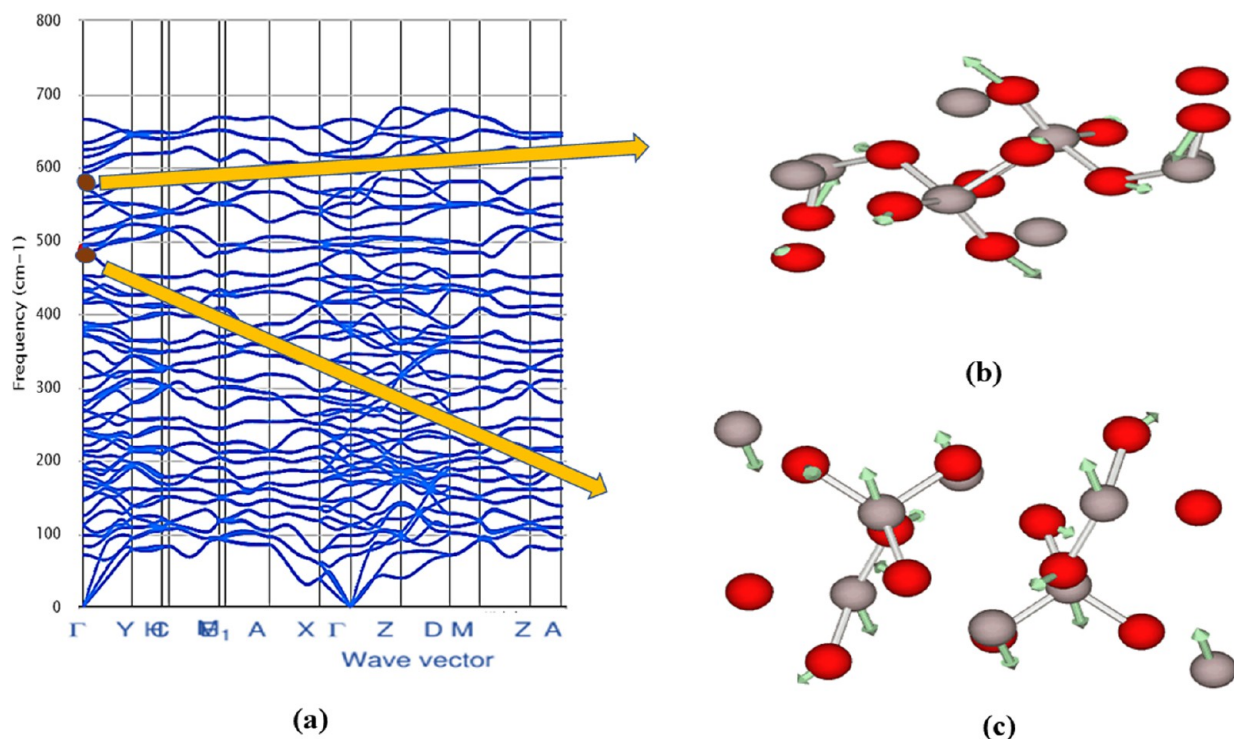 800
700
600
500
400
300
200
100
0
Frequency (cm−1)
Γ Y A X Γ Z D M Z A
Wave vector
(a)
(b)
(c)